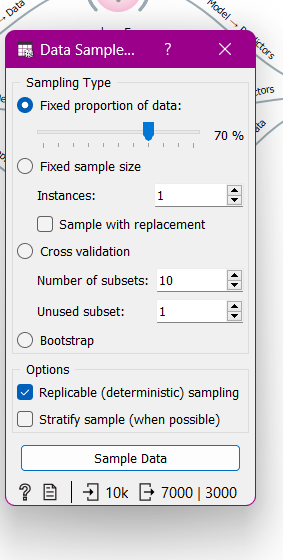 Data
Model → Predictors
Data Sample...
?
Sampling Type
Fixed proportion of data:
70 %
Fixed sample size
Instances:
1
Sample with replacement
Cross validation
Number of subsets:
10
Unused subset:
1
Bootstrap
Options
Replicable (deterministic) sampling
Stratify sample (when possible)
Sample Data
? 10k 7000 | 3000